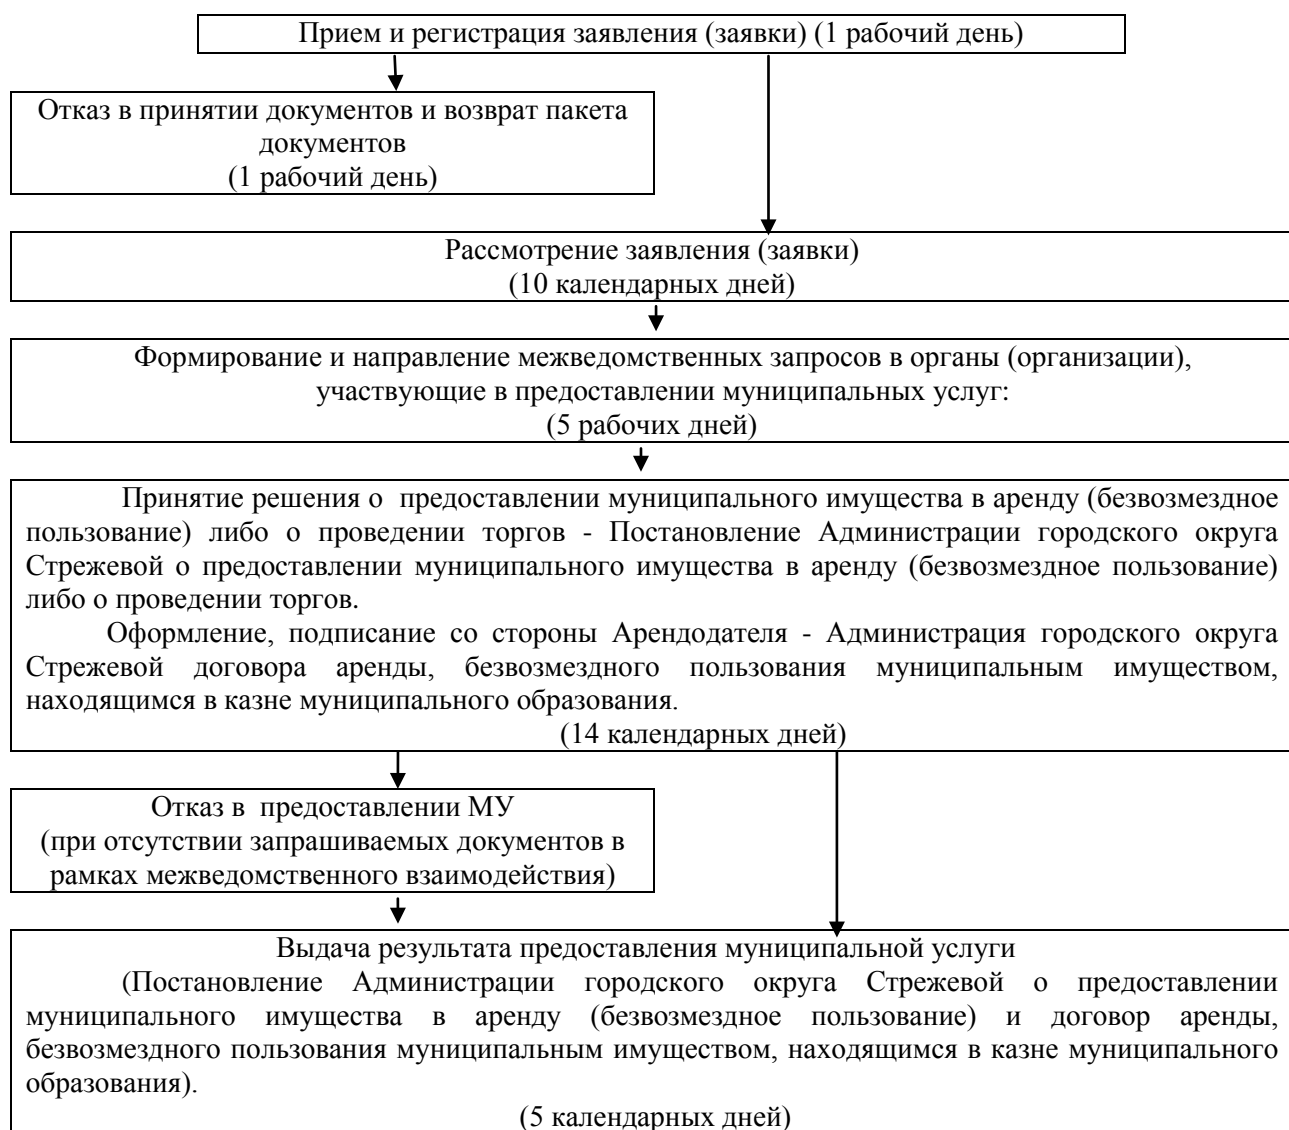 Прием и регистрация заявления (заявки) (1 рабочий день)
Отказ в принятии документов и возврат пакета
документов
(1 рабочий день)
Рассмотрение заявления (заявки)
(10 календарных дней)
Формирование и направление межведомственных запросов в органы (организации),
участвующие в предоставлении муниципальных услуг:
(5 рабочих дней)
Принятие решения о предоставлении муниципального имущества в аренду (безвозмездное
пользование) либо о проведении торгов - Постановление Администрации городского округа
Стрежевой о предоставлении муниципального имущества в аренду (безвозмездное пользование)
либо о проведении торгов.
Оформление, подписание со стороны Арендодателя - Администрация городского округа
Стрежевой договора аренды, безвозмездного пользования муниципальным имуществом,
находящимся в казне муниципального образования.
(14 календарных дней)
Отказ в предоставлении МУ
(при отсутствии запрашиваемых документов в
рамках межведомственного взаимодействия)
Выдача результата предоставления муниципальной услуги
(Постановление Администрации городского округа Стрежевой о предоставлении
муниципального имущества в аренду (безвозмездное пользование) и договор аренды,
безвозмездного пользования муниципальным имуществом, находящимся в казне муниципального
образования).
(5 календарных дней)